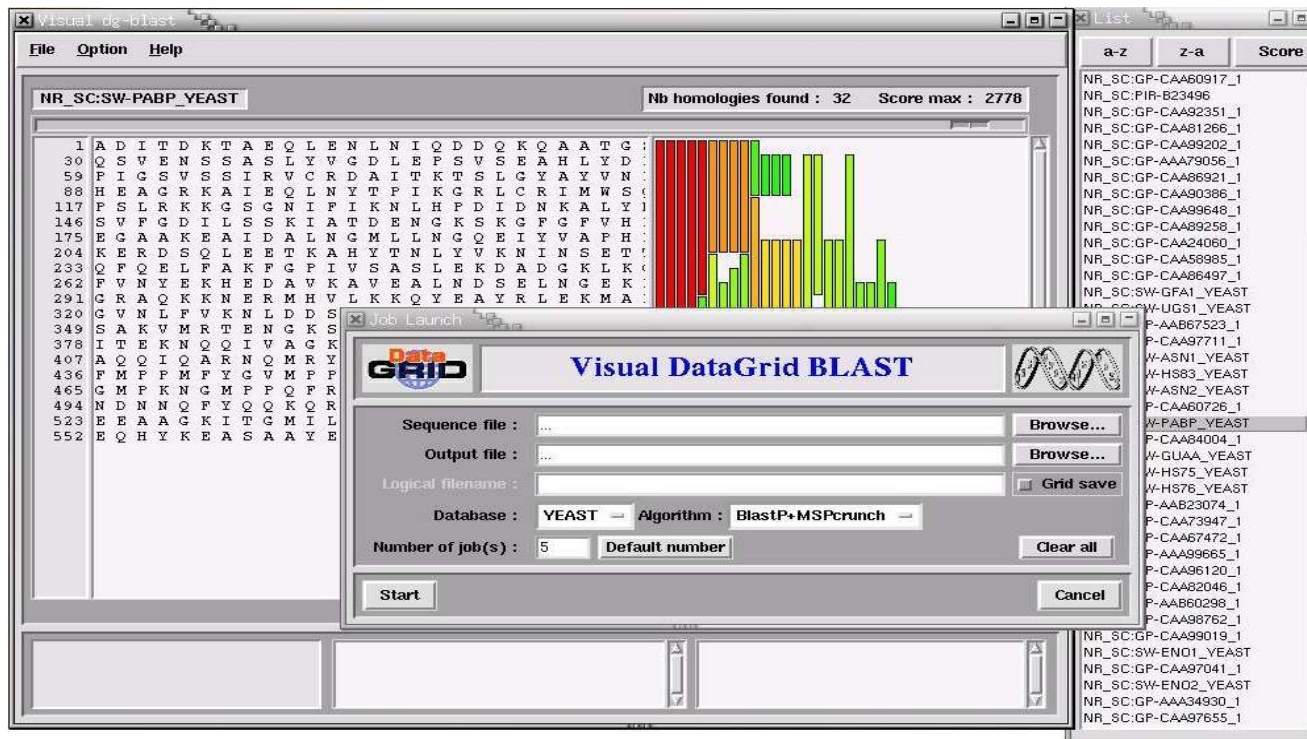 Visual dg-blast
File Option Help
NR_SC:SW-PABP_YEAST
Nb homologies found : 32 Score max : 2778
1 A D I T D K T A E Q L E N L N I Q D D Q K Q A A T G
30 Q S V E N S S A S L Y V G D L E P S V S E A H L Y D
59 P I G S V S S I R V C R D A I T K T S L G Y A Y V N
88 H E A G R K A I E Q L N Y T P I K G R L C R I M W S
117 P S L R K K G S G N I F I K N L H P D I D N K A L Y
146 S V F G D I L S S K I A T D E N G K S K G F G F V H
175 E G A A K E A I D A L N G M L L N G Q E I Y V A P H
204 K E R D S Q L E E T K A H Y T N L Y V K N I N S E T
233 Q F Q E L F A K F G P I V S A S L E K D A D G K L K
262 F V N Y E K H E D A V K A V E A L N D S E L N G E K
291 G R A Q K K N E R M H V L K K Q Y E A Y R L E K M A
320 G V N L F V K N L D D S
349 S A K V M R T E N G K S
378 I T E K N Q Q I V A G K
407 A Q Q I Q A R N Q M R Y
436 F M P P M F Y G V M P P
465 G M P K N G M P P Q F R
494 N D N N Q F Y Q Q K Q R
523 E E A A G K I T G M I L
552 E Q H Y K E A S A A Y E
Job Launch
Data GRID
Visual DataGrid BLAST
Sequence file : ... Browse...
Output file : ... Browse...
Logical filename : Grid save
Database : YEAST Algorithm : BlastP+MSPcrunch
Number of job(s) : 5 Default number Clear all
Start Cancel
List
a-z z-a Score
NR_SC:GP-CAA60917_1
NR_SC:PIR-B23496
NR_SC:GP-CAA92351_1
NR_SC:GP-CAA81266_1
NR_SC:GP-CAA99202_1
NR_SC:GP-AAA79056_1
NR_SC:GP-CAA86921_1
NR_SC:GP-CAA90386_1
NR_SC:GP-CAA99648_1
NR_SC:GP-CAA89258_1
NR_SC:GP-CAA24060_1
NR_SC:GP-CAA58985_1
NR_SC:GP-CAA86497_1
NR_SC:SW-GFA1_YEAST
W-UGS1_YEAST
P-AAB67523_1
P-CAA97711_1
W-ASN1_YEAST
W-HS83_YEAST
W-ASN2_YEAST
P-CAA60726_1
W-PABP_YEAST
P-CAA84004_1
W-GUAA_YEAST
W-HS75_YEAST
W-HS76_YEAST
P-AAB23074_1
P-CAA73947_1
P-CAA67472_1
P-AAA99665_1
P-CAA96120_1
P-CAA82046_1
P-AAB60298_1
P-CAA98762_1
NR_SC:GP-CAA99019_1
NR_SC:SW-ENO1_YEAST
NR_SC:GP-CAA97041_1
NR_SC:SW-ENO2_YEAST
NR_SC:GP-AAA34930_1
NR_SC:GP-CAA97655_1